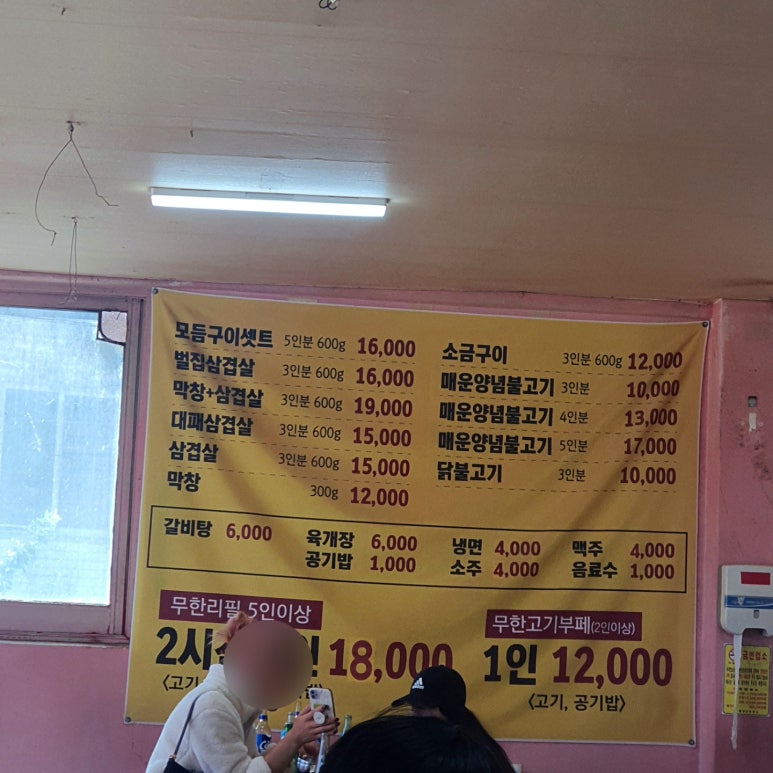 모듬구이셋트 5인분 600g 16,000
벌집삼겹살 3인분 600g 16,000
막창+삼겹살 3인분 600g 19,000
대패삼겹살 3인분 600g 15,000
삼겹살 3인분 600g 15,000
막창 300g 12,000
소금구이 3인분 600g 12,000
매운양념불고기 3인분 10,000
매운양념불고기 4인분 13,000
매운양념불고기 5인분 17,000
닭불고기 3인분 10,000
갈비탕 6,000
육개장 6,000
공기밥 1,000
냉면 4,000
소주 4,000
맥주 4,000
음료수 1,000
무한리필 5인이상
18,000
무한고기부페(2인이상)
1인 12,000
<고기, 공기밥>